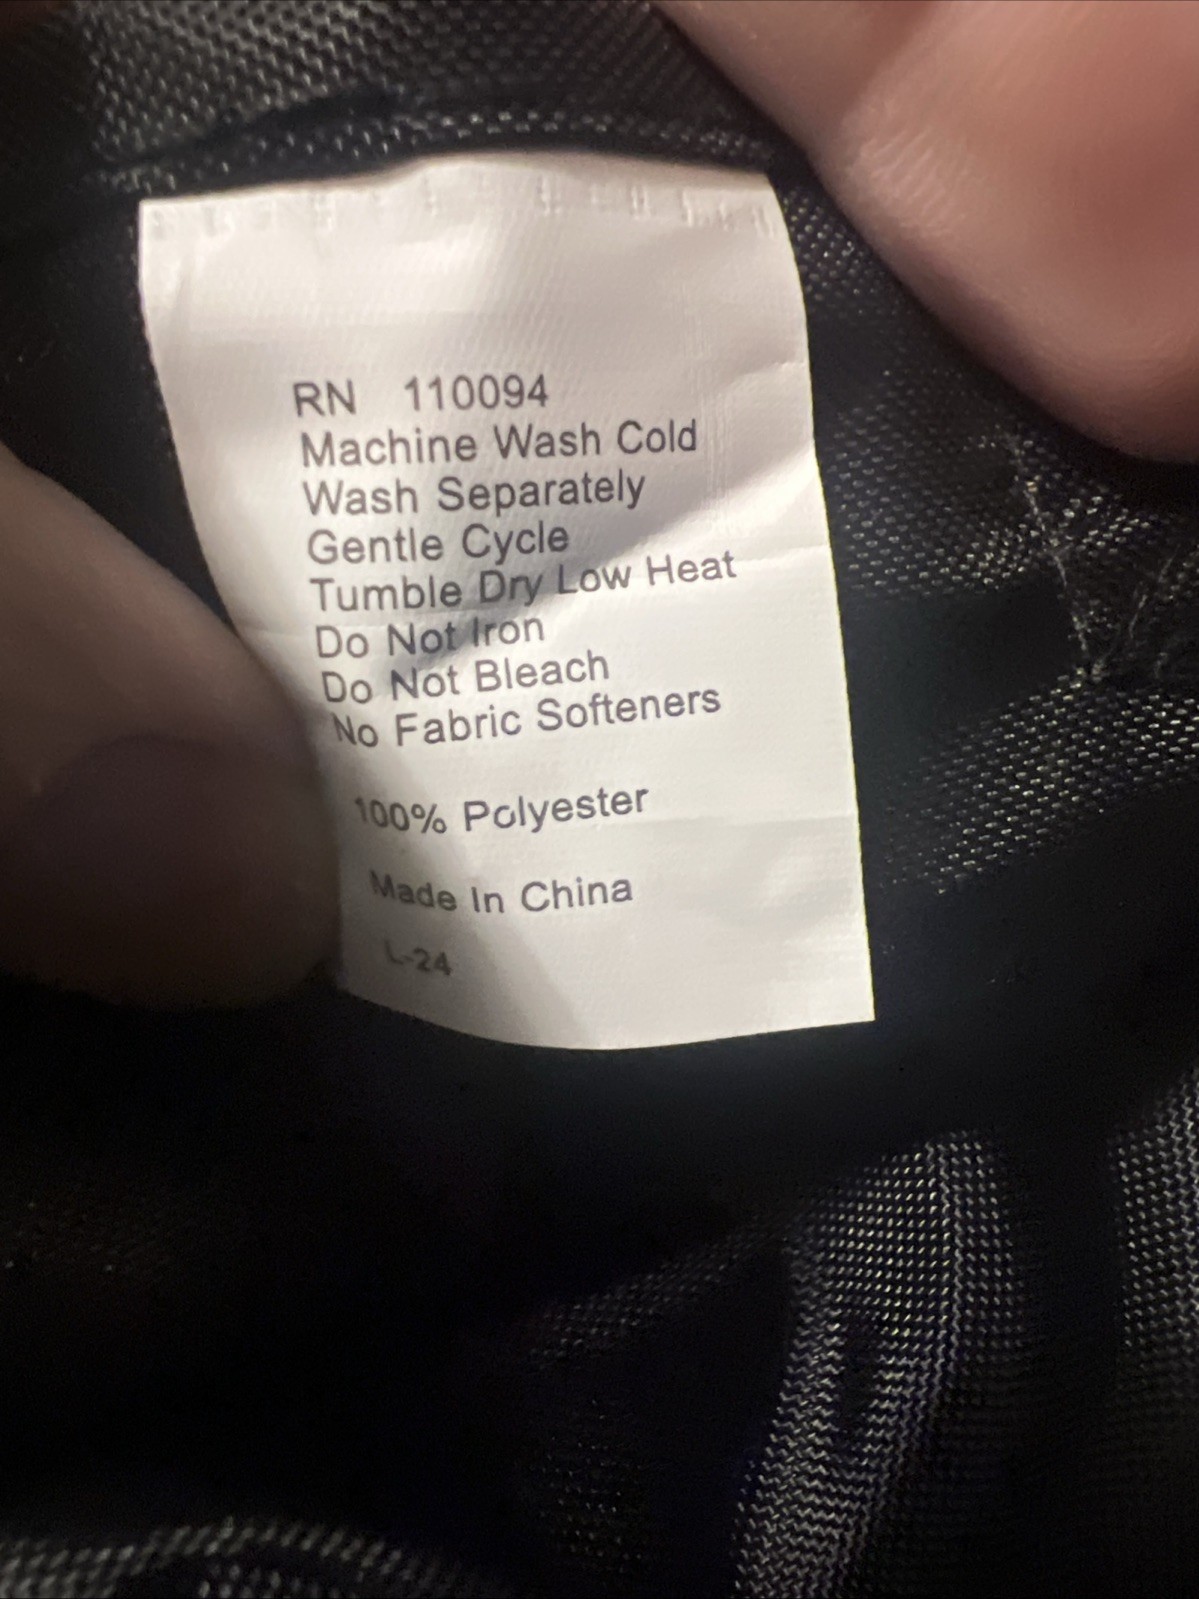 RN 110094
Machine Wash Cold
Wash Separately
Gentle Cycle
Tumble Dry Low Heat
Do Not Iron
Do Not Bleach
No Fabric Softeners
100% Polyester
Made In China
L-24